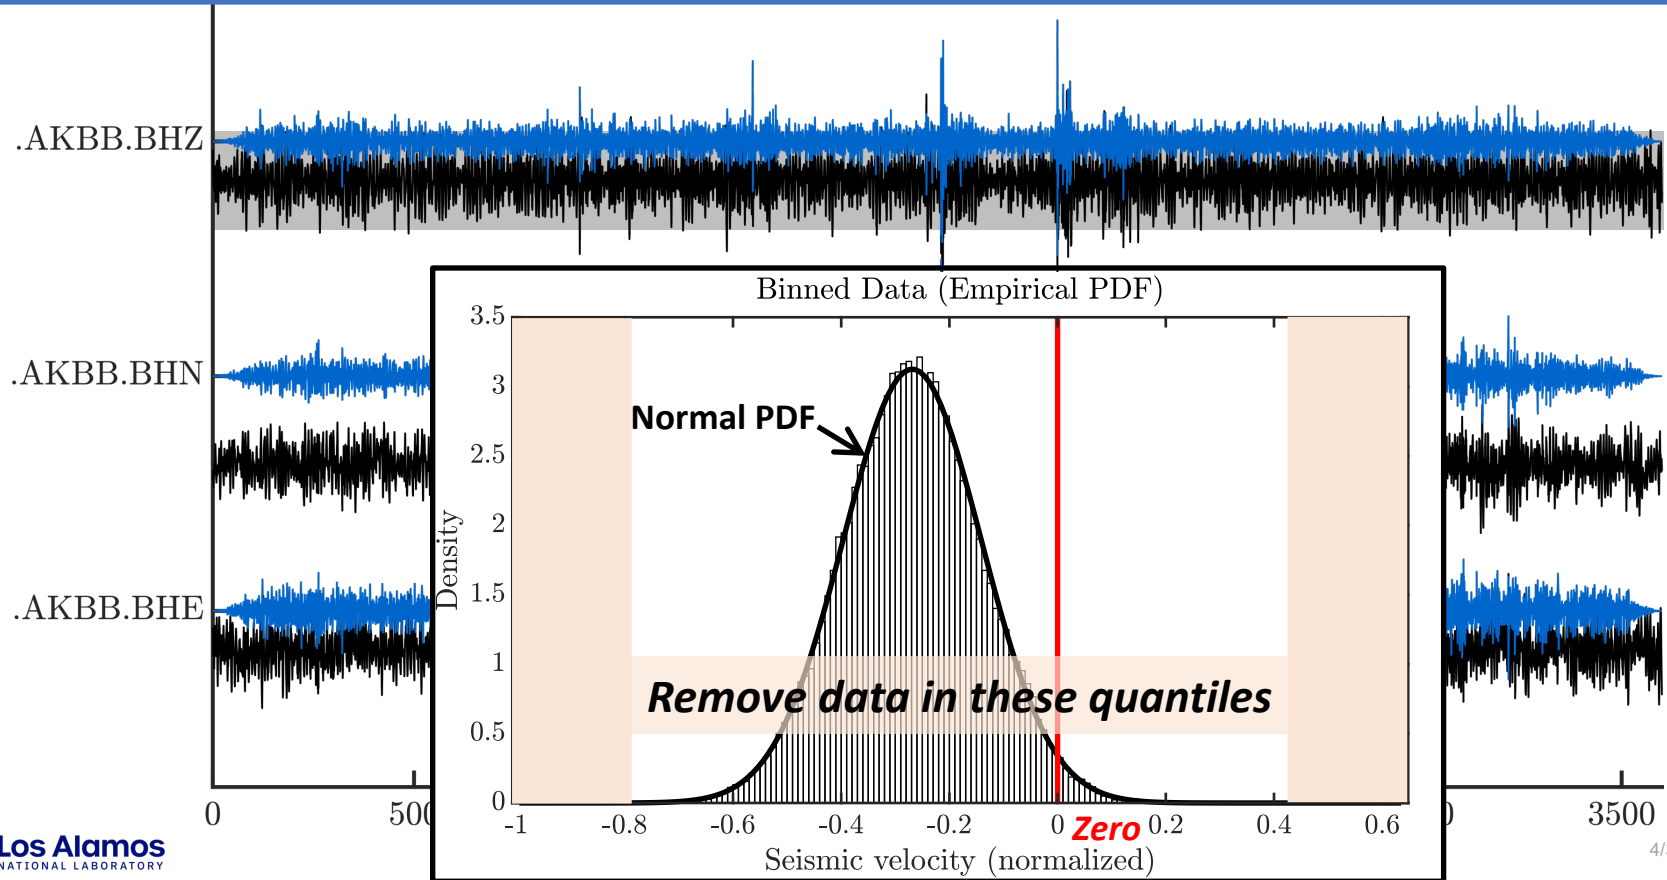 .AKBB.BHZ
.AKBB.BHN
.AKBB.BHE
Binned Data (Empirical PDF)
3.5
3
2.5
2
1.5
1
0.5
0
Density
Normal PDF
Remove data in these quantiles
-1 -0.8 -0.6 -0.4 -0.2 0 Zero 0.2 0.4 0.6
Seismic velocity (normalized)
0 500 3500
Los Alamos
NATIONAL LABORATORY